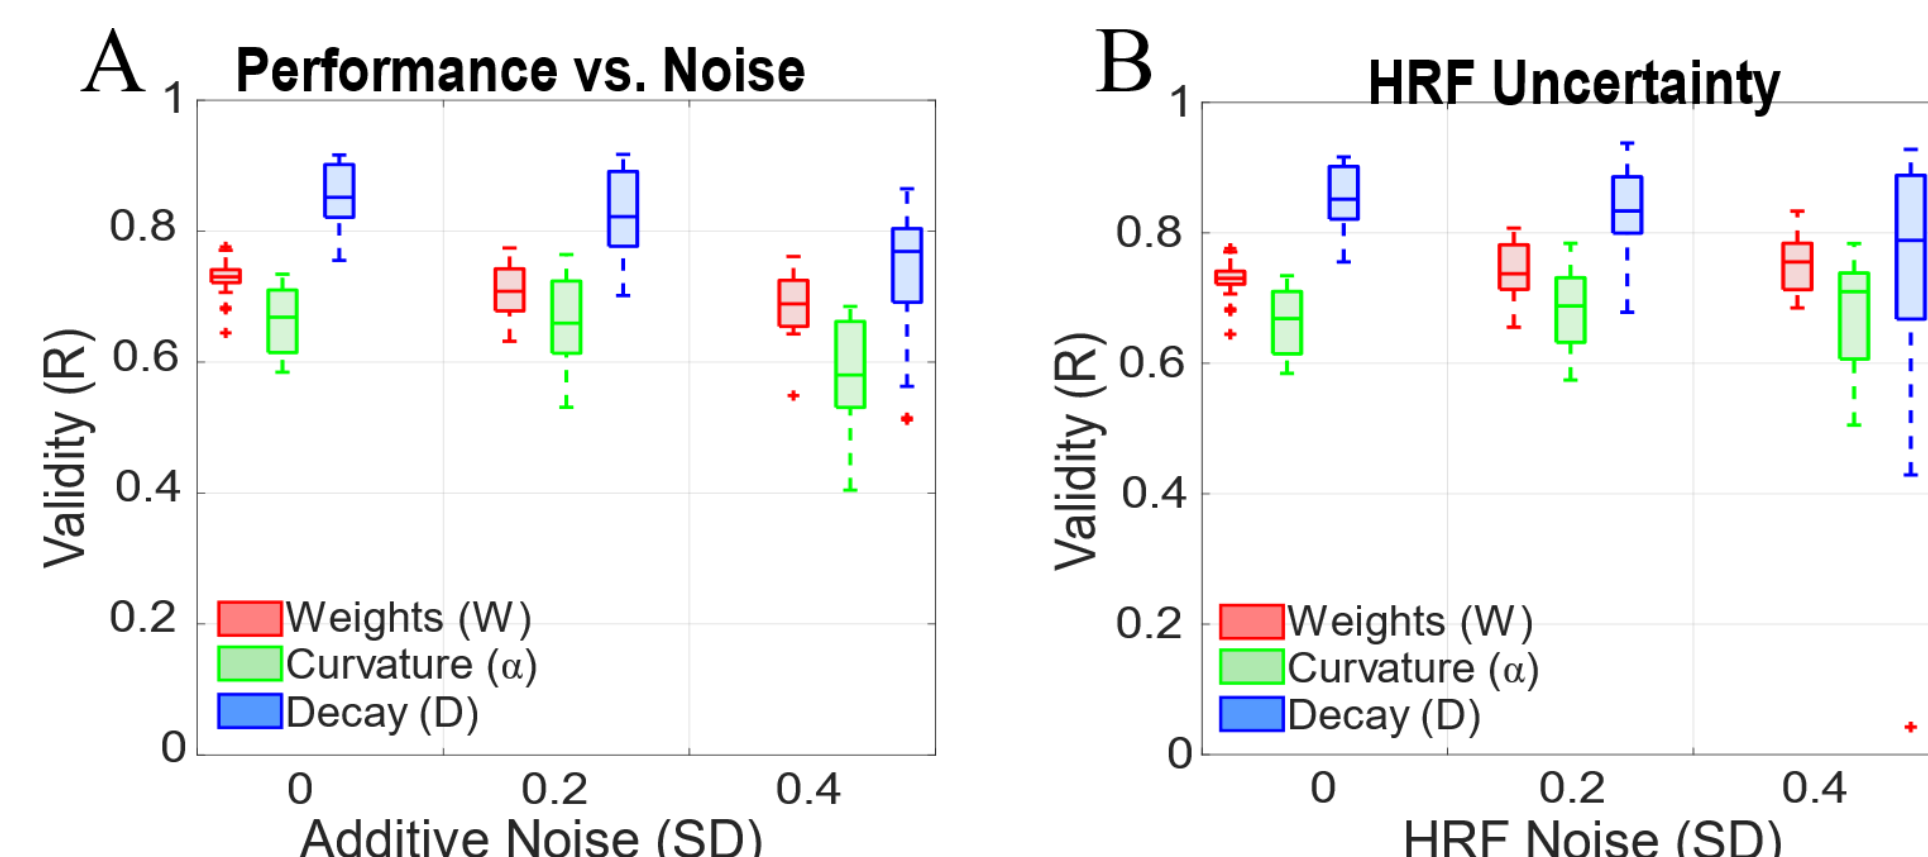 A
Performance vs. Noise
1
0.8
0.6
0.4
0.2
0
Validity (R)
Weights (W)
Curvature (α)
Decay (D)
0 0.2 0.4
Additive Noise (SD)
B
HRF Uncertainty
1
0.8
0.6
0.4
0.2
0
Validity (R)
Weights (W)
Curvature (α)
Decay (D)
0 0.2 0.4
HRF Noise (SD)